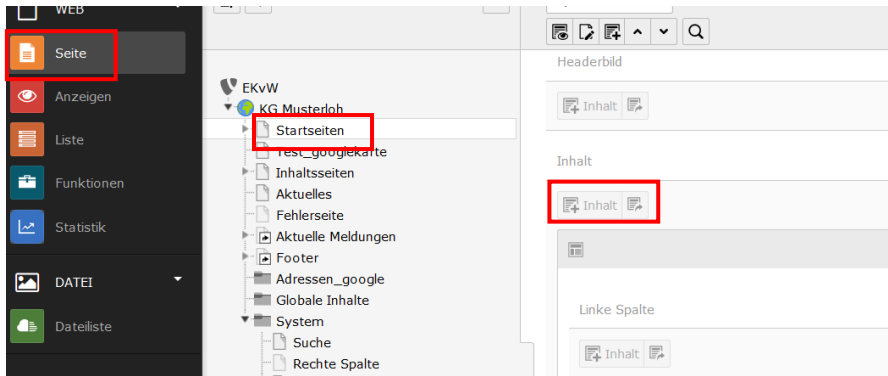 WEB
Seite
Anzeigen
Liste
Funktionen
Statistik
DATEI
Dateiliste
EKvW
KG Musterloh
Startseiten
Test_googlekarte
Inhaltsseiten
Aktuelles
Fehlerseite
Aktuelle Meldungen
Footer
Adressen_google
Globale Inhalte
System
Suche
Rechte Spalte
Headerbild
Inhalt
Inhalt
Inhalt
Linke Spalte
Inhalt